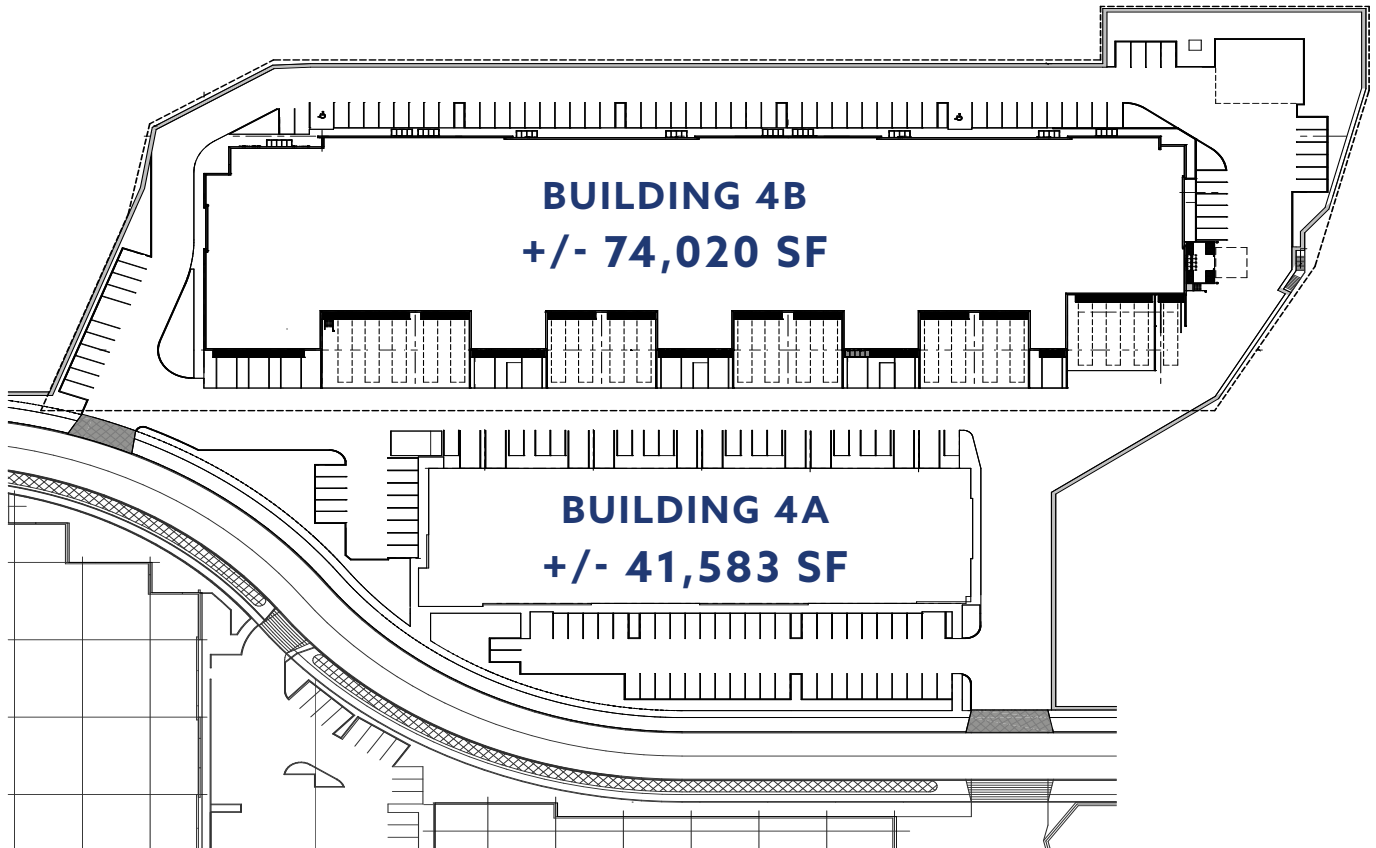 BUILDING 4B
+/- 74,020 SF
BUILDING 4A
+/- 41,583 SF